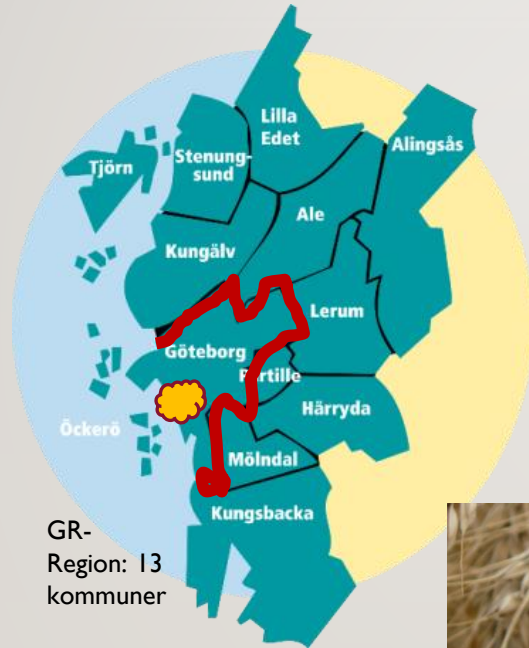 Lilla
Edet
Alingsås
Tjörn
Stenung-
sund
Ale
Kungälv
Lerum
Göteborg
Partille
Härryda
Öckerö
Mölndal
Kungsbacka
GR-
Region: 13
kommuner